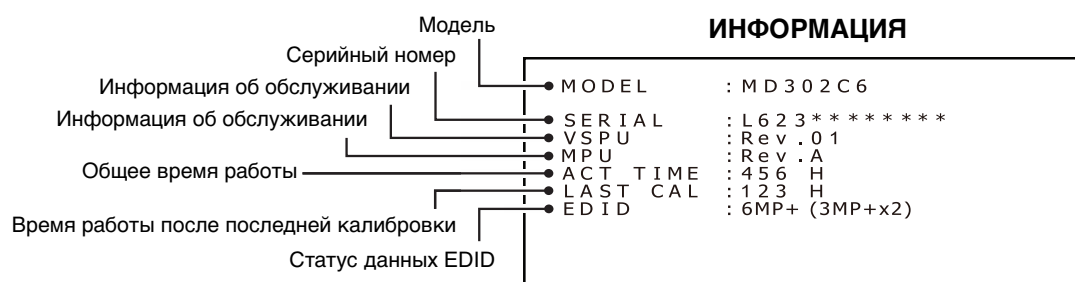 Модель
ИНФОРМАЦИЯ
Серийный номер
Информация об обслуживании
Информация об обслуживании
Общее время работы
Время работы после последней калибровки
Статус данных EDID
MODEL :MD302C6
SERIAL :L623********
VSPU :Rev.01
MPU :Rev.A
ACT TIME :456 H
LAST CAL :123 H
EDID :6MP+ (3MP+x2)